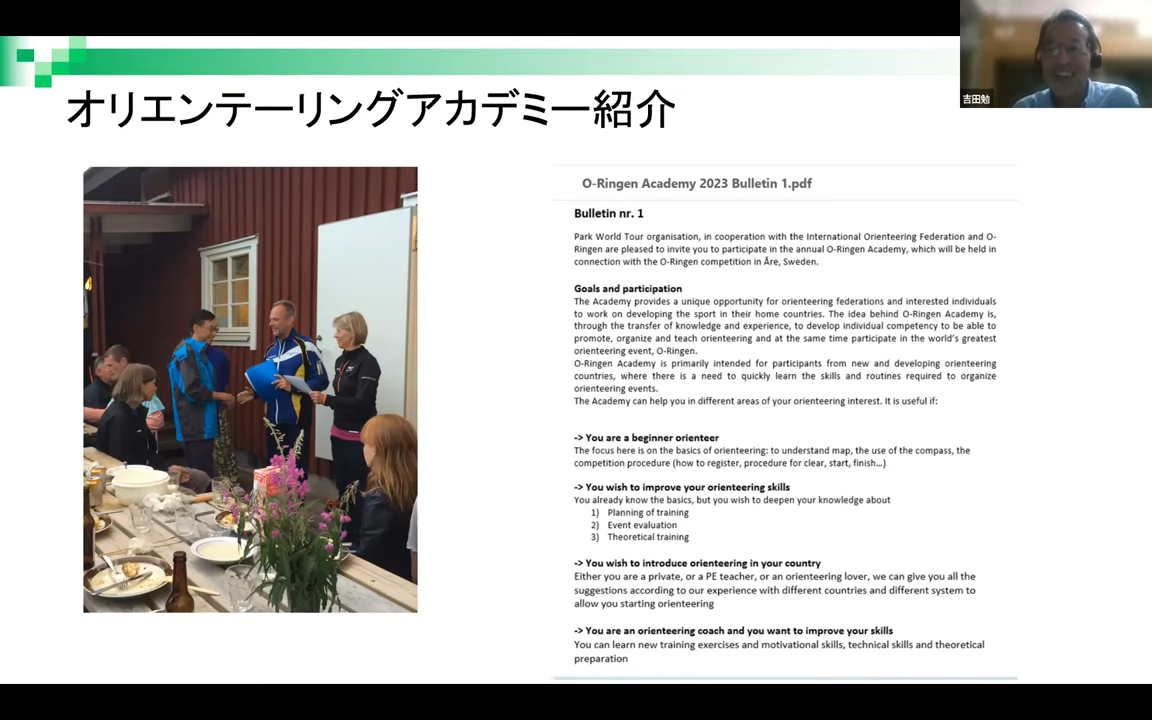 オリエンテーリングアカデミー紹介
吉田勉
O-Ringen Academy 2023 Bulletin 1.pdf
Bulletin nr. 1
Park World Tour organisation, in cooperation with the International Orienteering Federation and O-
Ringen are pleased to invite you to participate in the annual O-Ringen Academy, which will be held in
connection with the O-Ringen competition in Åre, Sweden.
Goals and participation
The Academy provides a unique opportunity for orienteering federations and interested individuals
to work on developing the sport in their home countries. The idea behind O-Ringen Academy is,
through the transfer of knowledge and experience, to develop individual competency to be able to
promote, organize and teach orienteering and at the same time participate in the world's greatest
orienteering event, O-Ringen.
O-Ringen Academy is primarily intended for participants from new and developing orienteering
countries, where there is a need to quickly learn the skills and routines required to organize
orienteering events.
The Academy can help you in different areas of your orienteering interest. It is useful if:
-> You are a beginner orienteer
The focus here is on the basics of orienteering: to understand map, the use of the compass, the
competition procedure (how to register, procedure for clear, start, finish...)
-> You wish to improve your orienteering skills
You already know the basics, but you wish to deepen your knowledge about
1) Planning of training
2) Event evaluation
3) Theoretical training
-> You wish to introduce orienteering in your country
Either you are a private, or a PE teacher, or an orienteering lover, we can give you all the
suggestions according to our experience with different countries and different system to
allow you starting orienteering
-> You are an orienteering coach and you want to improve your skills
You can learn new training exercises and motivational skills, technical skills and theoretical
preparation